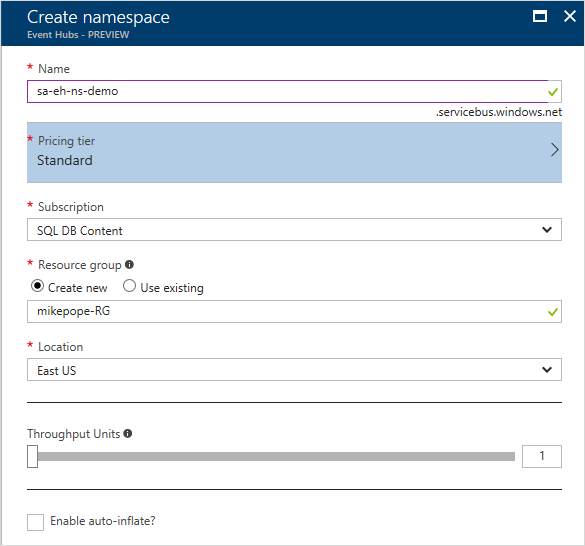 Create namespace
Event Hubs - PREVIEW
* Name
sa-eh-ns-demo
.servicebus.windows.net
* Pricing tier
Standard
* Subscription
SQL DB Content
* Resource group
Create new Use existing
mikepope-RG
* Location
East US
Throughput Units
1
Enable auto-inflate?